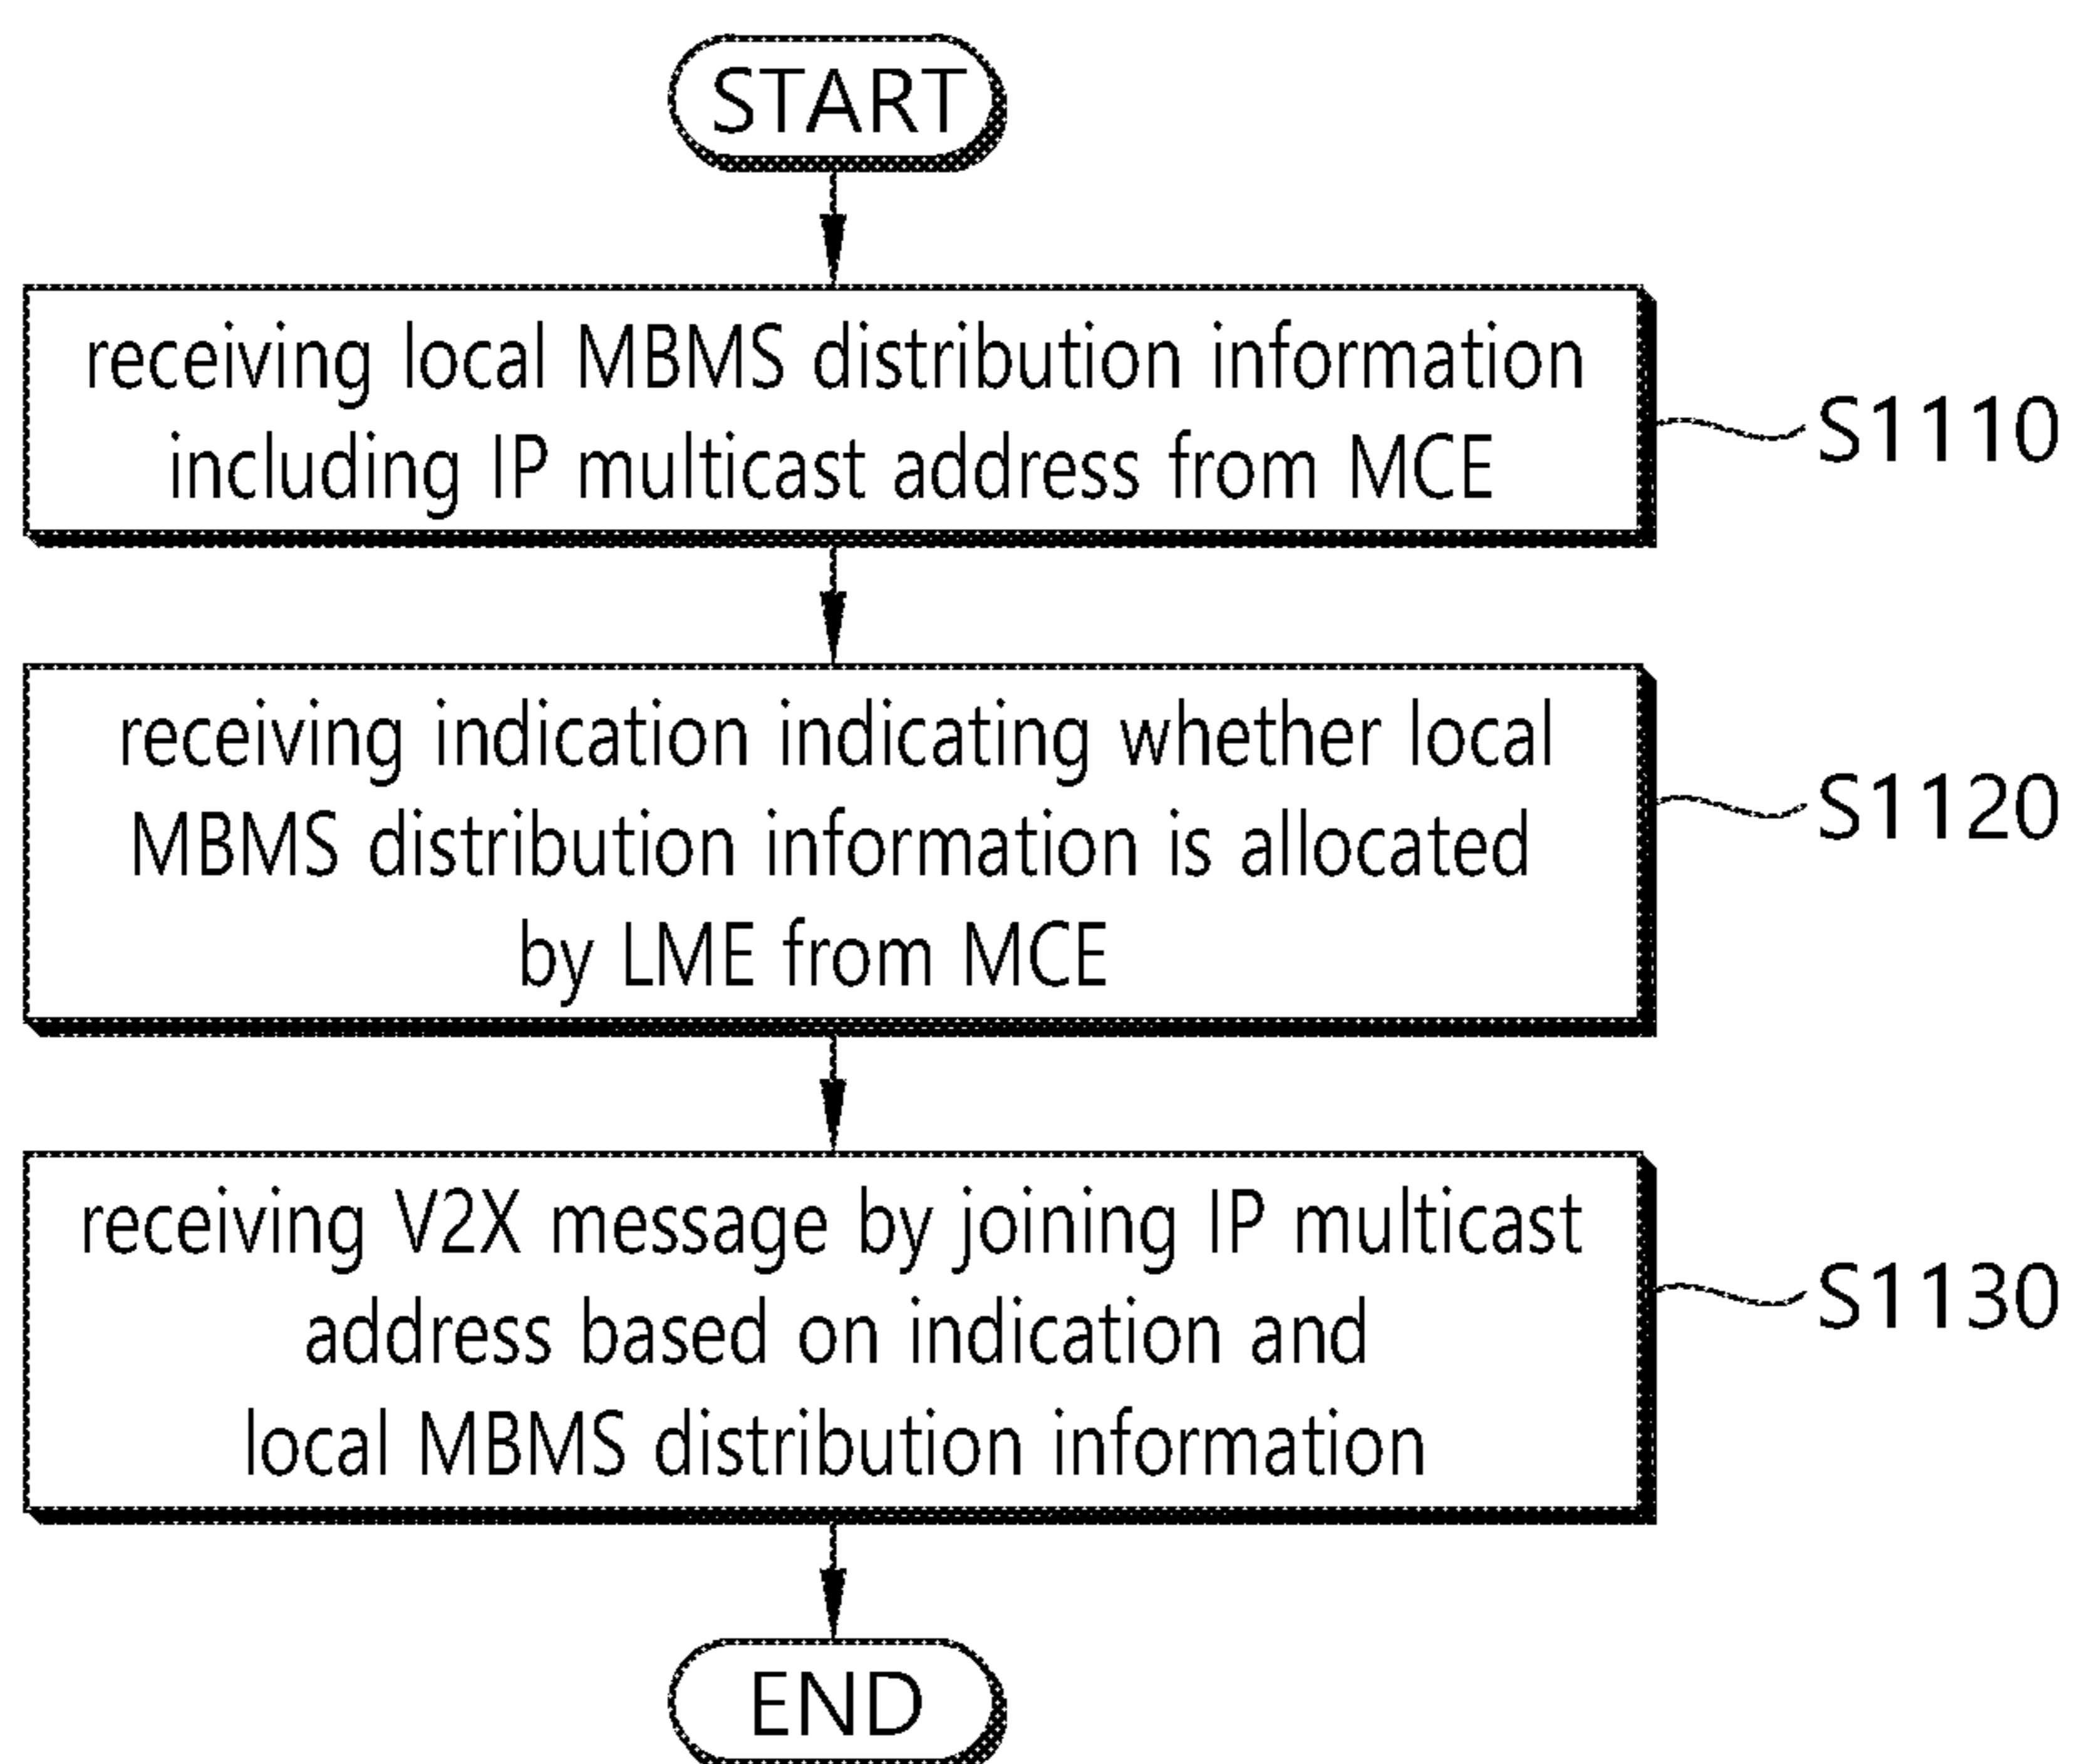 START
receiving local MBMS distribution information
including IP multicast address from MCE
S1110
receiving indication indicating whether local
MBMS distribution information is allocated
by LME from MCE
S1120
receiving V2X message by joining IP multicast
address based on indication and
local MBMS distribution information
S1130
END